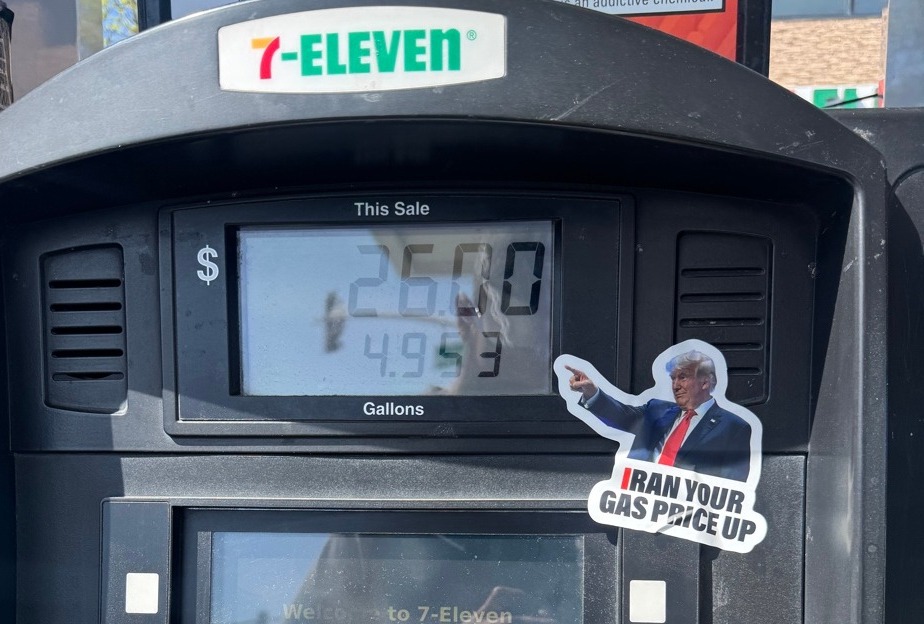 s an addictive chemical.
7-ELEVEn®
This Sale
$ 26.00
4.953
Gallons
IRAN YOUR
GAS PRICE UP
Welcome to 7-Eleven